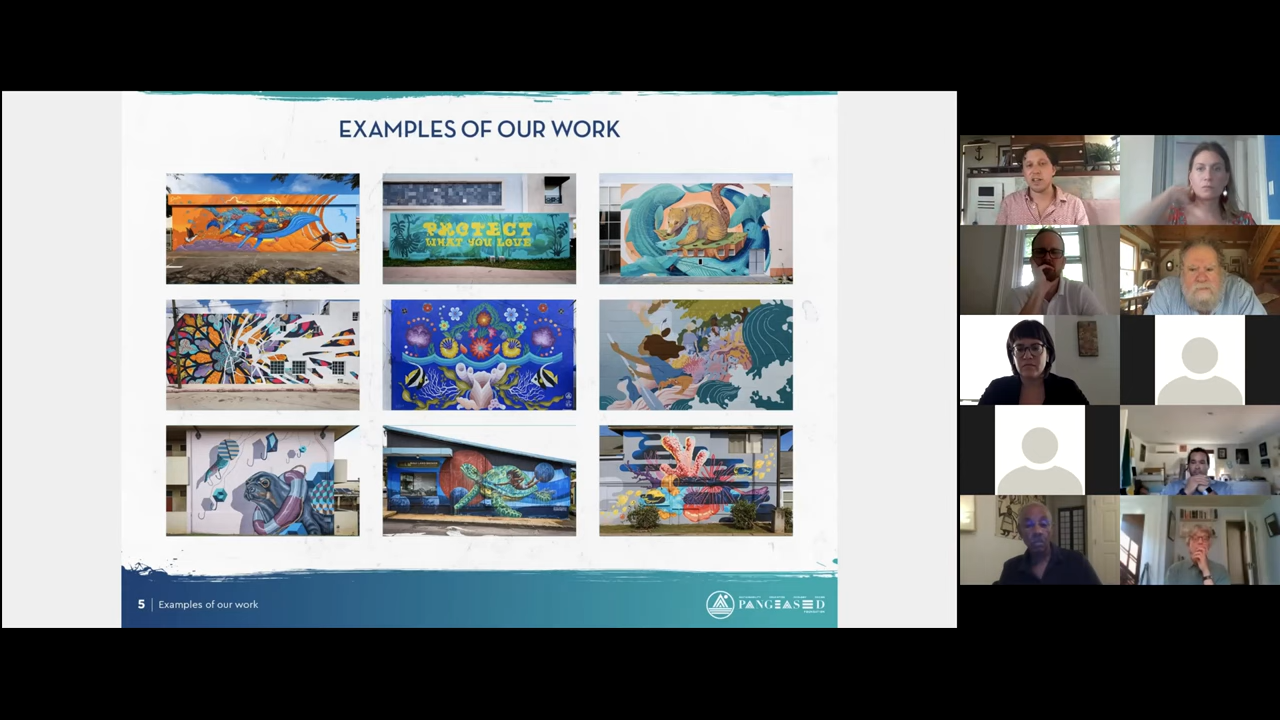 EXAMPLES OF OUR WORK
PROTECT
WHAT YOU LOVE
5 | Examples of our work
PANGEASEED